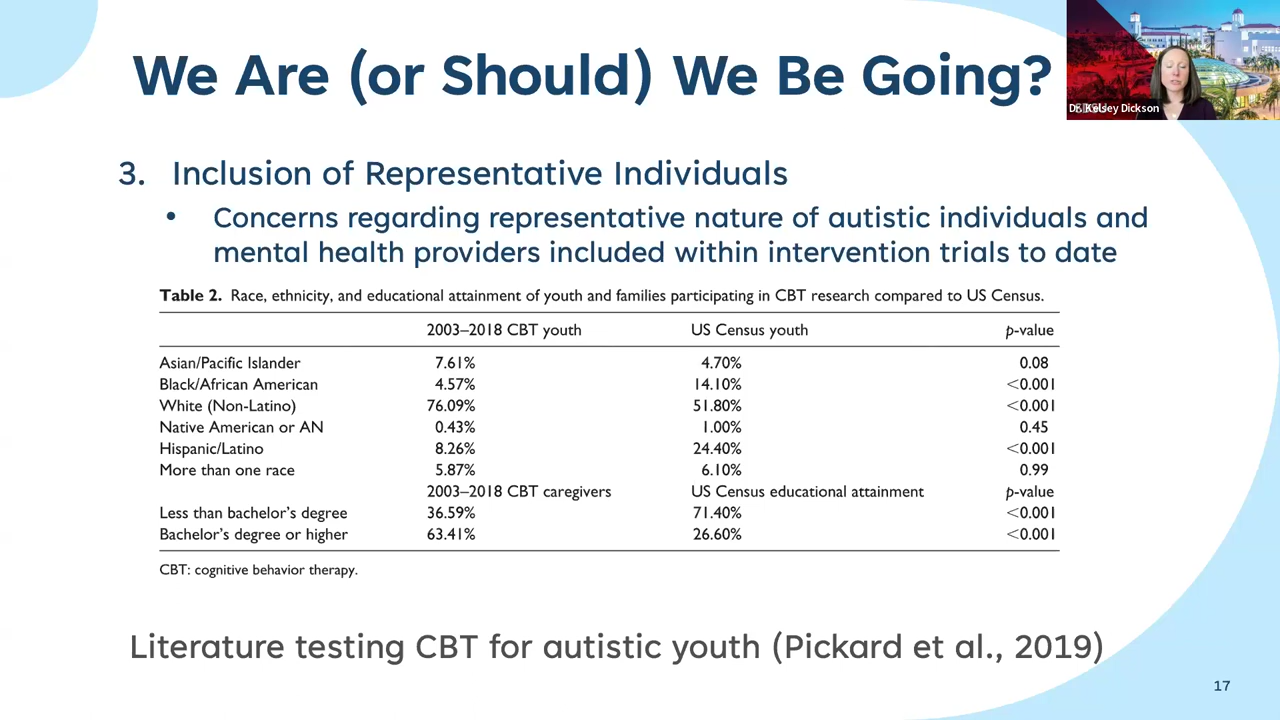 We Are (or Should) We Be Going?
Dr. Kelsey Dickson
3. Inclusion of Representative Individuals
• Concerns regarding representative nature of autistic individuals and
mental health providers included within intervention trials to date
Table 2. Race, ethnicity, and educational attainment of youth and families participating in CBT research compared to US Census.
2003–2018 CBT youth US Census youth p-value
Asian/Pacific Islander 7.61% 4.70% 0.08
Black/African American 4.57% 14.10% <0.001
White (Non-Latino) 76.09% 51.80% <0.001
Native American or AN 0.43% 1.00% 0.45
Hispanic/Latino 8.26% 24.40% <0.001
More than one race 5.87% 6.10% 0.99
2003–2018 CBT caregivers US Census educational attainment p-value
Less than bachelor's degree 36.59% 71.40% <0.001
Bachelor's degree or higher 63.41% 26.60% <0.001
CBT: cognitive behavior therapy.
Literature testing CBT for autistic youth (Pickard et al., 2019)
17